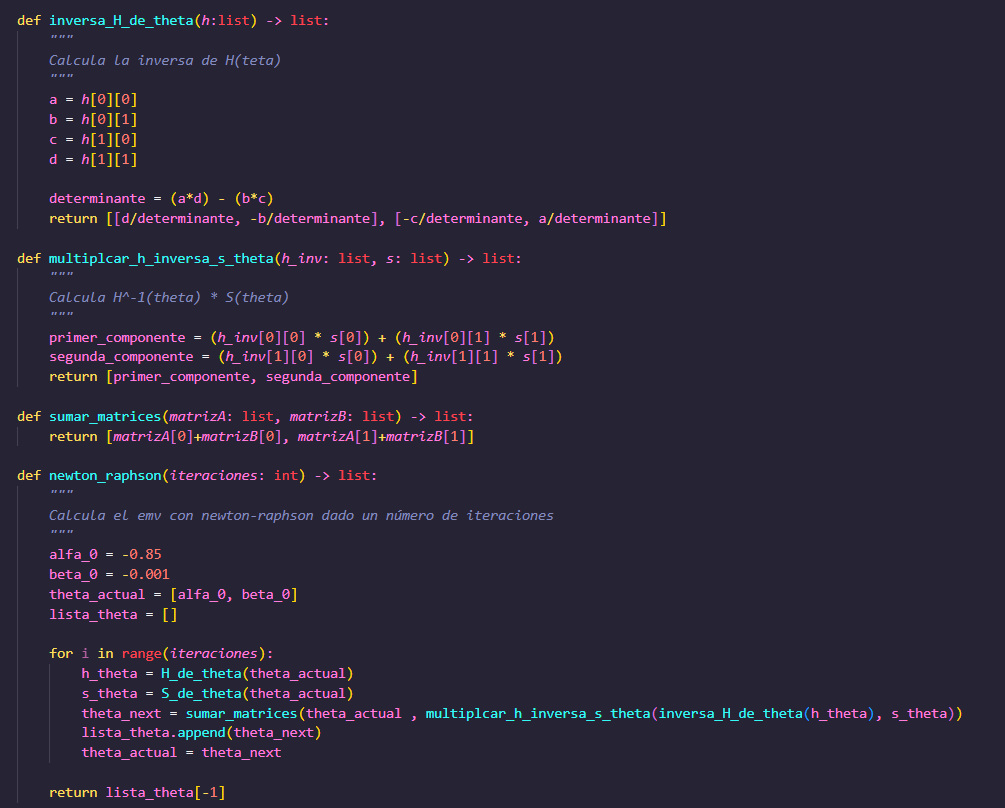 def inversa_H_de_theta(h:list) -> list:
    """
    Calcula la inversa de H(teta)
    """
    a = h[0][0]
    b = h[0][1]
    c = h[1][0]
    d = h[1][1]
    determinante = (a*d) - (b*c)
    return [[d/determinante, -b/determinante], [-c/determinante, a/determinante]]
def multiplcar_h_inversa_s_theta(h_inv: list, s: list) -> list:
    """
    Calcula H^-1(theta) * S(theta)
    """
    primer_componente = (h_inv[0][0] * s[0]) + (h_inv[0][1] * s[1])
    segunda_componente = (h_inv[1][0] * s[0]) + (h_inv[1][1] * s[1])
    return [primer_componente, segunda_componente]
def sumar_matrices(matrizA: list, matrizB: list) -> list:
    return [matrizA[0]+matrizB[0], matrizA[1]+matrizB[1]]
def newton_raphson(iteraciones: int) -> list:
    """
    Calcula el emv con newton-raphson dado un número de iteraciones
    """
    alfa_0 = -0.85
    beta_0 = -0.001
    theta_actual = [alfa_0, beta_0]
    lista_theta = []
    for i in range(iteraciones):
        h_theta = H_de_theta(theta_actual)
        s_theta = S_de_theta(theta_actual)
        theta_next = sumar_matrices(theta_actual , multiplcar_h_inversa_s_theta(inversa_H_de_theta(h_theta), s_theta))
        lista_theta.append(theta_next)
        theta_actual = theta_next
    return lista_theta[-1]